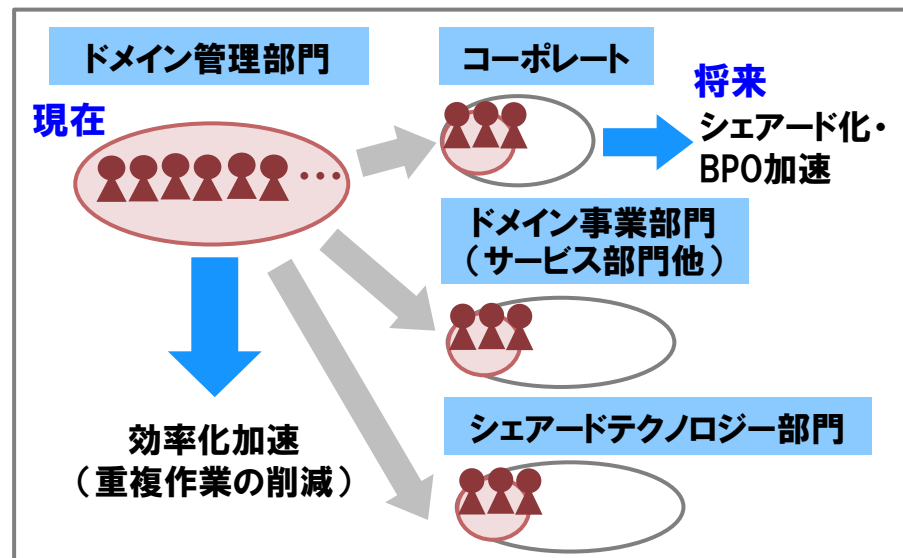 ドメイン管理部門
現在
・・・
効率化加速
（重複作業の削減）
コーポレート
将来
シェアード化・
BPO加速
ドメイン事業部門
（サービス部門他）
シェアードテクノロジー部門